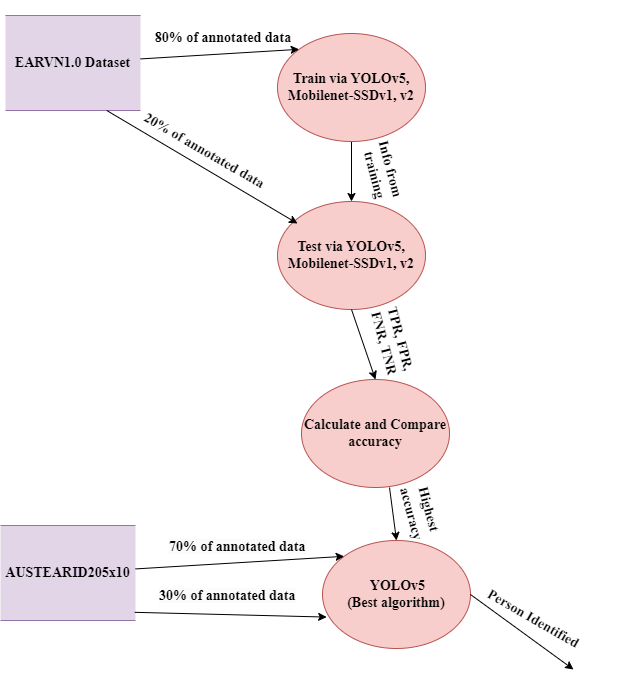 80% of annotated data
EARVN1.0 Dataset
Train via YOLOv5,
Mobilenet-SSDv1, v2
20% of annotated data
Info from
training
Test via YOLOv5,
Mobilenet-SSDv1, v2
TPR, FPR,
FNR, TNR
Calculate and Compare
accuracy
Highest
accuracy
70% of annotated data
AUSTEARID205x10
30% of annotated data
YOLOv5
(Best algorithm)
Person Identified